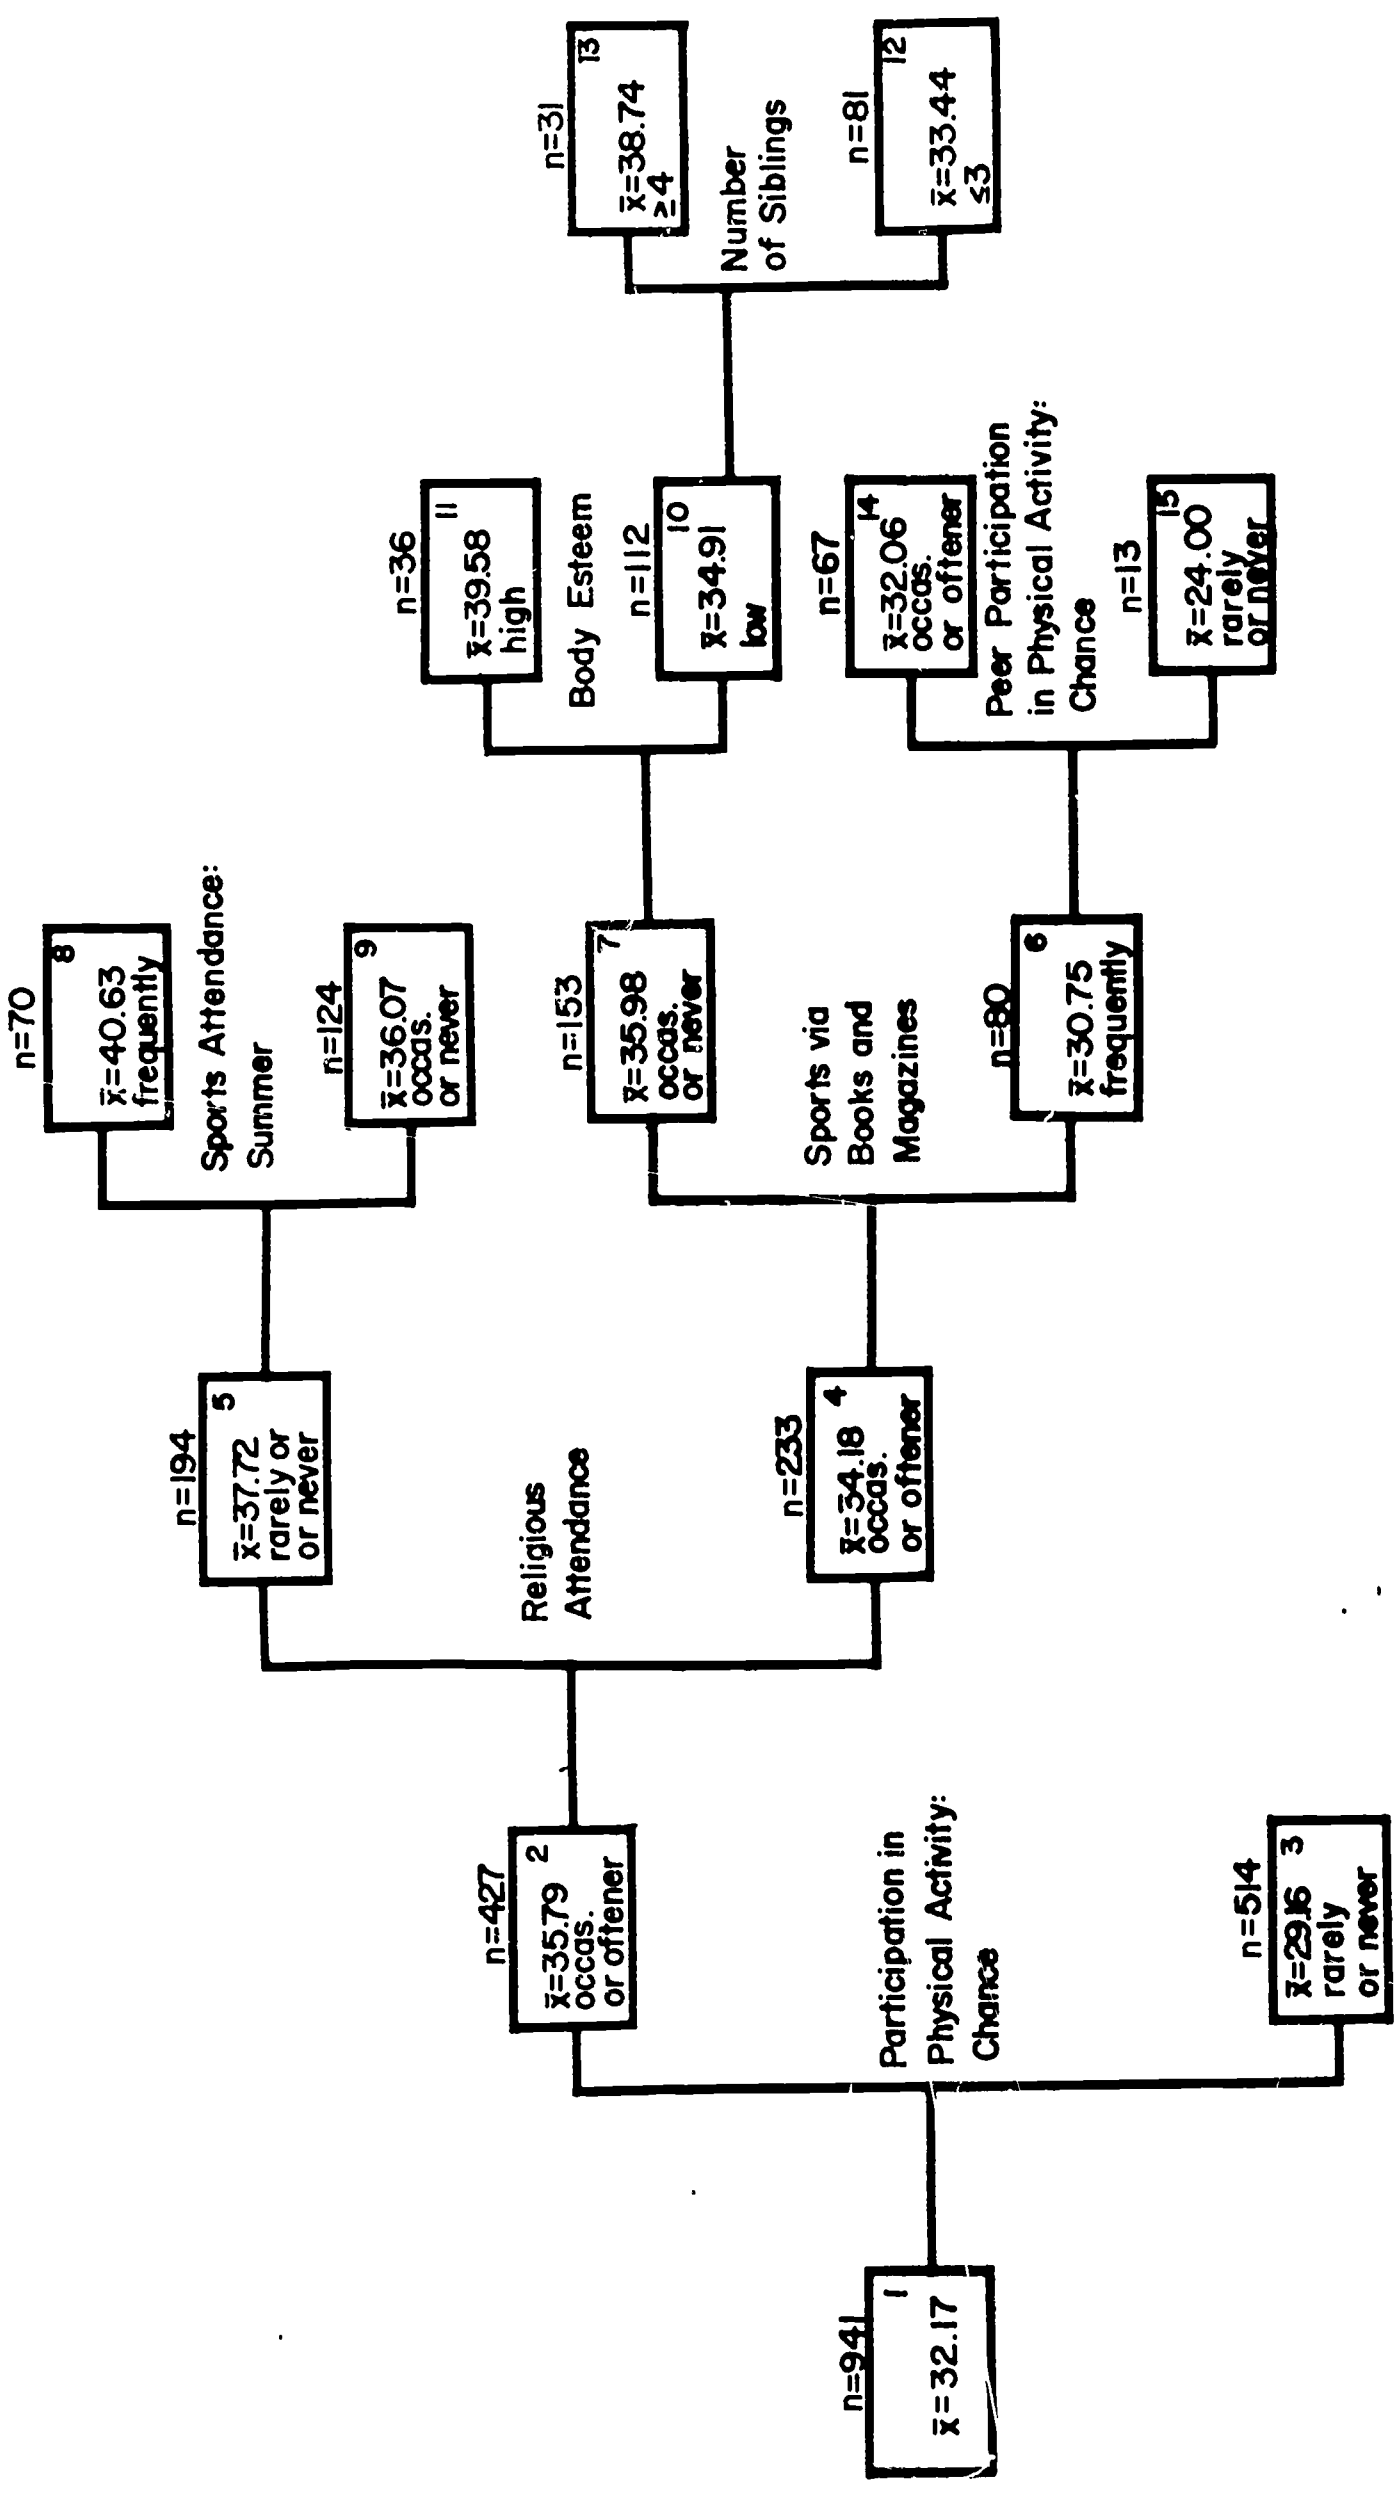 n=941
1
x̄=32.17
n=427
2
x̄=35.79
occas.
or oftener
Participation in
Physical Activity:
Chance
n=514
3
x̄=29.16
rarely
or never
n=194
5
x̄=37.72
rarely or
or never
Religious
Attendance
n=233
4
x̄=34.18
occas.
or oftener
n=70
8
x̄=40.63
frequently
Sports Attendance:
Summer
n=124
9
x̄=36.07
occas.
or never
n=153
7
x̄=35.98
occas.
or never
Sports via
Books and
Magazines
n=80
6
x̄=30.75
frequently
n=36
11
x̄=39.58
high
Body Esteem
n=112
10
x̄=34.91
low
n=67
14
x̄=32.06
occas.
or oftener
Peer Participation
in Physical Activity:
Chance
n=13
15
x̄=24.00
rarely
or never
n=31
13
x̄=38.74
≥4
Number
of Siblings
n=81
12
x̄=33.44
≤3